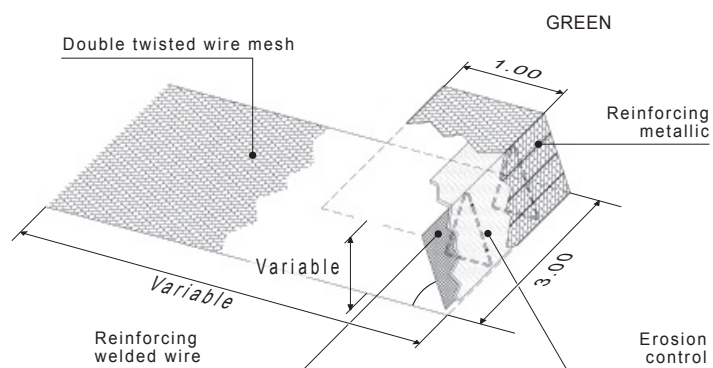 GREEN
Double twisted wire mesh
1.00
Reinforcing
metallic
Variable
3.00
Variable
Reinforcing
welded wire
Erosion
control